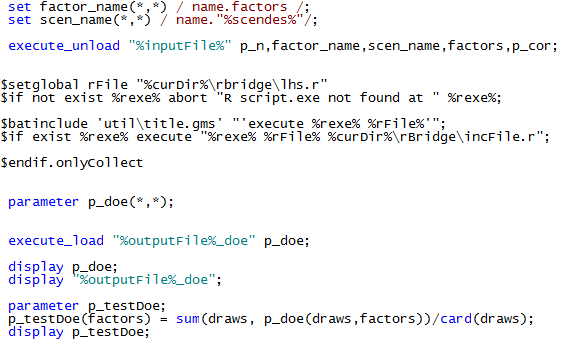 set factor_name(*,*) / name.factors /;
set scen_name(*,*) / name."%scendes%"/;
execute_unload "%inputFile%" p_n,factor_name,scen_name,factors,p_cor;
$setglobal rFile "%curDir%\rbridge\lhs.r"
$if not exist %rexe% abort "R script.exe not found at " %rexe%;
$batinclude 'util\title.gms' "'execute %rexe% %rFile%'";
$if exist %rexe% execute "%rexe% %rFile% %curDir%\rBridge\incFile.r";
$endif.onlyCollect
parameter p_doe(*,*);
execute_load "%outputFile%_doe" p_doe;
display p_doe;
display "%outputFile%_doe";
parameter p_testDoe;
p_testDoe(factors) = sum(draws, p_doe(draws,factors))/card(draws);
display p_testDoe;